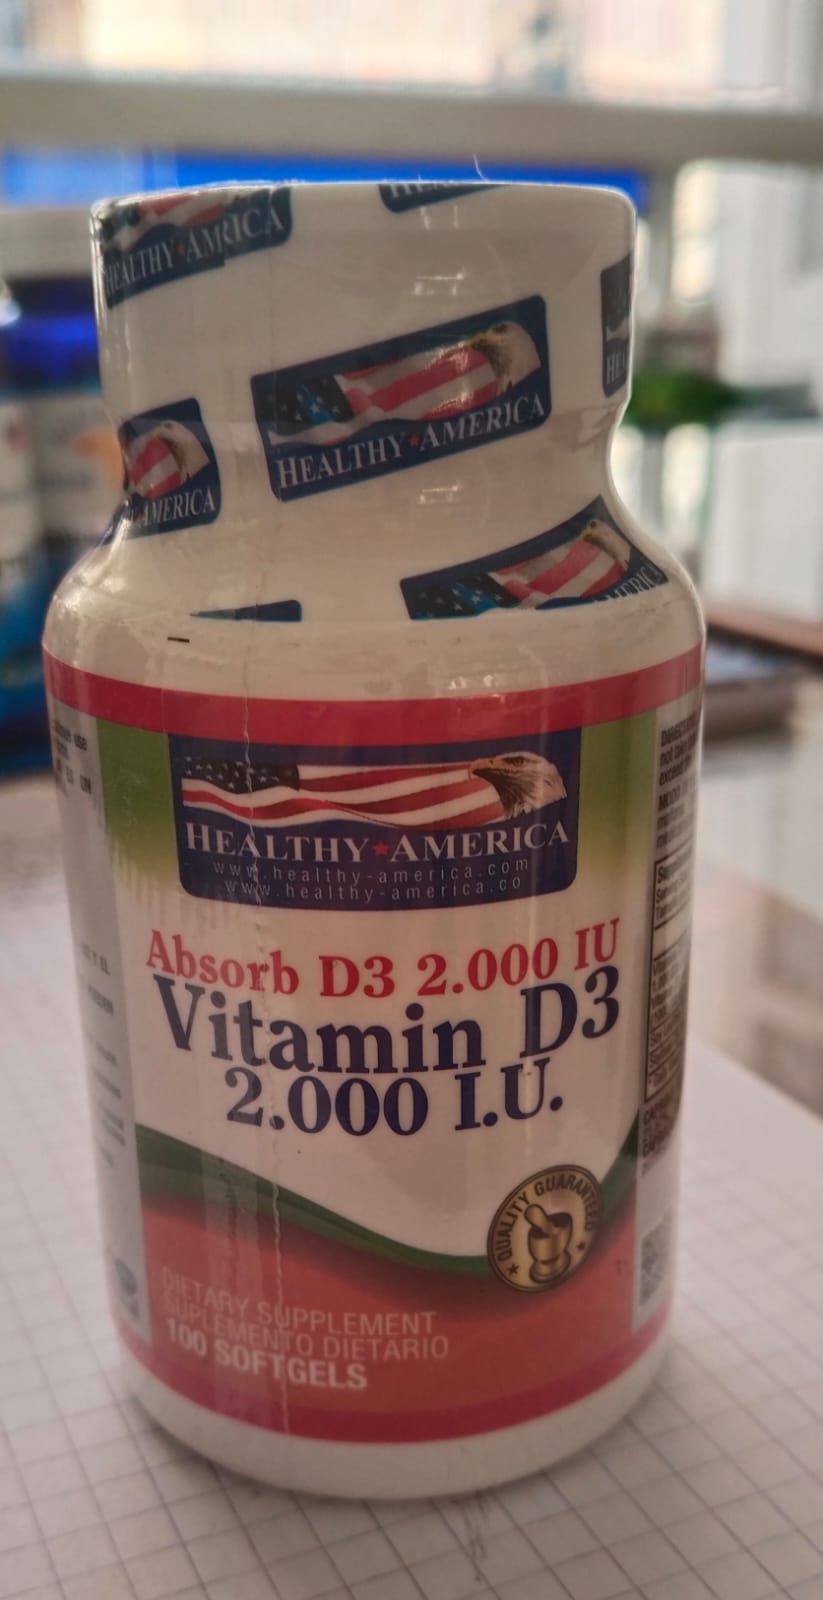 HEALTHY AMERICA
HEALTHY AMERICA
AMERICA
HEALTHY AMERICA
www.healthy-america.com
www.healthy-america.co
Absorb D3 2.000 IU
Vitamin D3
2.000 I.U.
QUALITY GUARANTEED
DIETARY SUPPLEMENT
SUPLEMENTO DIETARIO
100 SOFTGELS